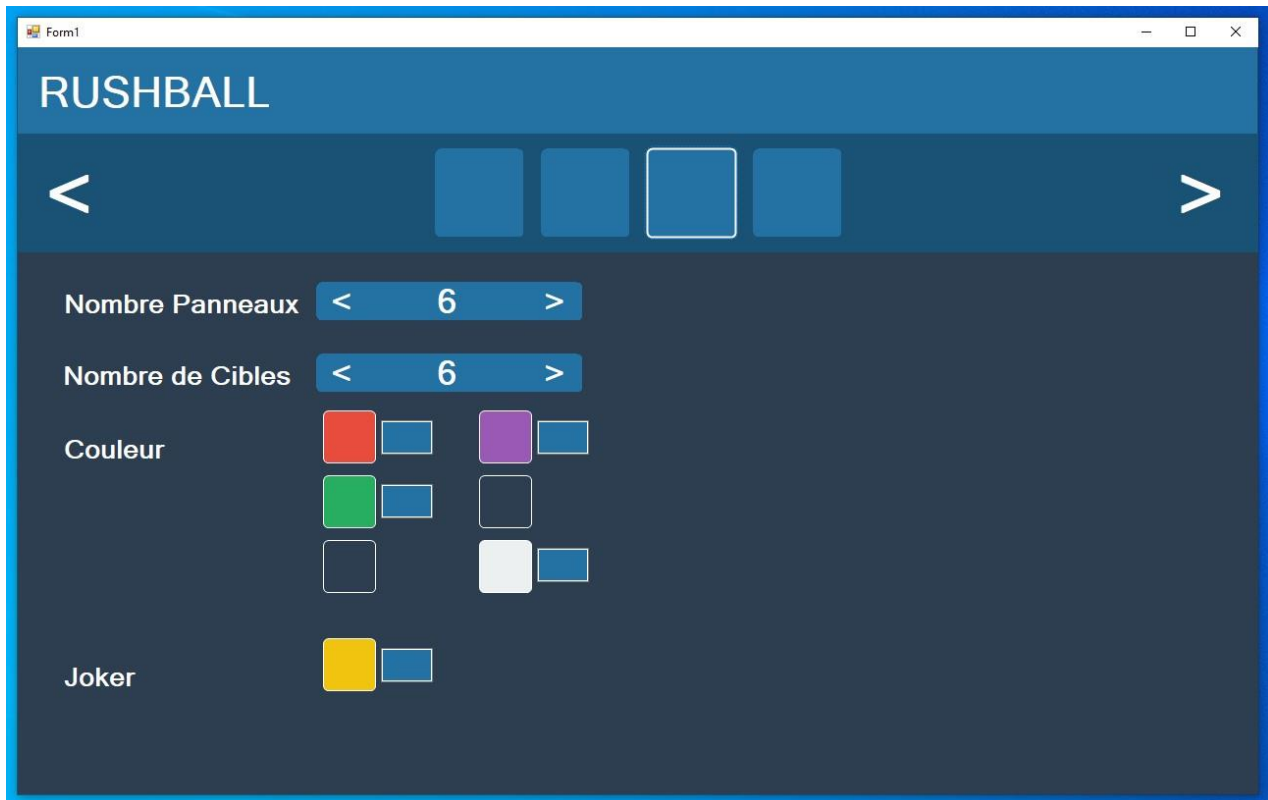 Form1
RUSHBALL
< >
Nombre Panneaux < 6 >
Nombre de Cibles < 6 >
Couleur
Joker